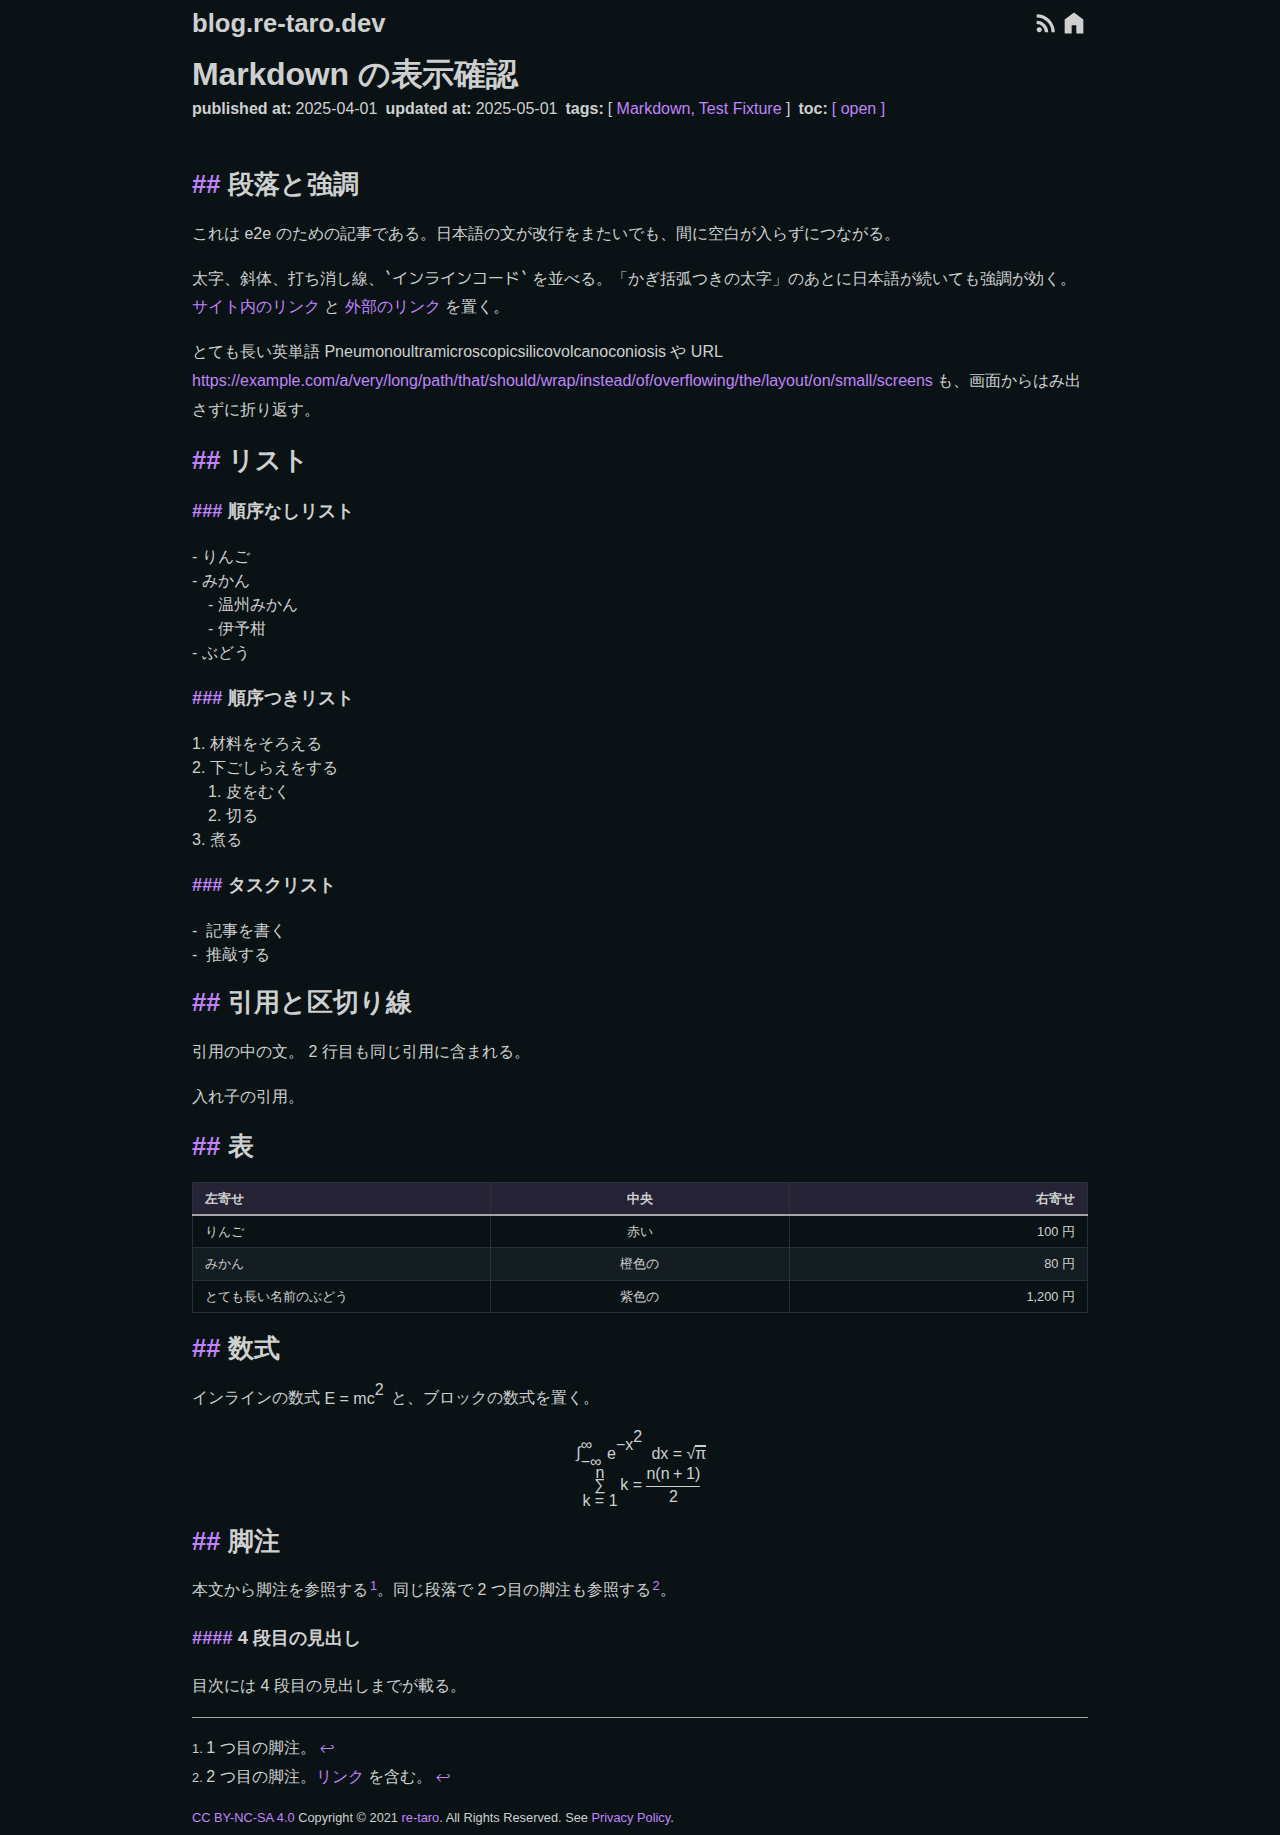 blog.re-taro.dev
Markdown の表示確認
published at: 2025-04-01 updated at: 2025-05-01 tags: [ Markdown, Test Fixture ] toc: [ open ]
## 段落と強調
これは e2e のための記事である。日本語の文が改行をまたいでも、間に空白が入らずにつながる。
太字、斜体、打ち消し線、`インラインコード` を並べる。「かぎ括弧つきの太字」のあとに日本語が続いても強調が効く。
サイト内のリンク と 外部のリンク を置く。
とても長い英単語 Pneumonoultramicroscopicsilicovolcanoconiosis や URL
https://example.com/a/very/long/path/that/should/wrap/instead/of/overflowing/the/layout/on/small/screens も、画面からはみ出
さずに折り返す。
## リスト
### 順序なしリスト
- りんご
- みかん
- 温州みかん
- 伊予柑
- ぶどう
### 順序つきリスト
1. 材料をそろえる
2. 下ごしらえをする
1. 皮をむく
2. 切る
3. 煮る
### タスクリスト
- 記事を書く
- 推敲する
## 引用と区切り線
引用の中の文。 2 行目も同じ引用に含まれる。
入れ子の引用。
## 表
左寄せ 中央 右寄せ
りんご 赤い 100 円
みかん 橙色の 80 円
とても長い名前のぶどう 紫色の 1,200 円
## 数式
インラインの数式 E = mc2 と、ブロックの数式を置く。
∫∞−∞ e−x2 dx = √π
n∑k = 1 k = n(n + 1)2
## 脚注
本文から脚注を参照する1。同じ段落で 2 つ目の脚注も参照する2。
#### 4 段目の見出し
目次には 4 段目の見出しまでが載る。
1. 1 つ目の脚注。 ↩
2. 2 つ目の脚注。リンク を含む。 ↩
CC BY-NC-SA 4.0 Copyright © 2021 re-taro. All Rights Reserved. See Privacy Policy.